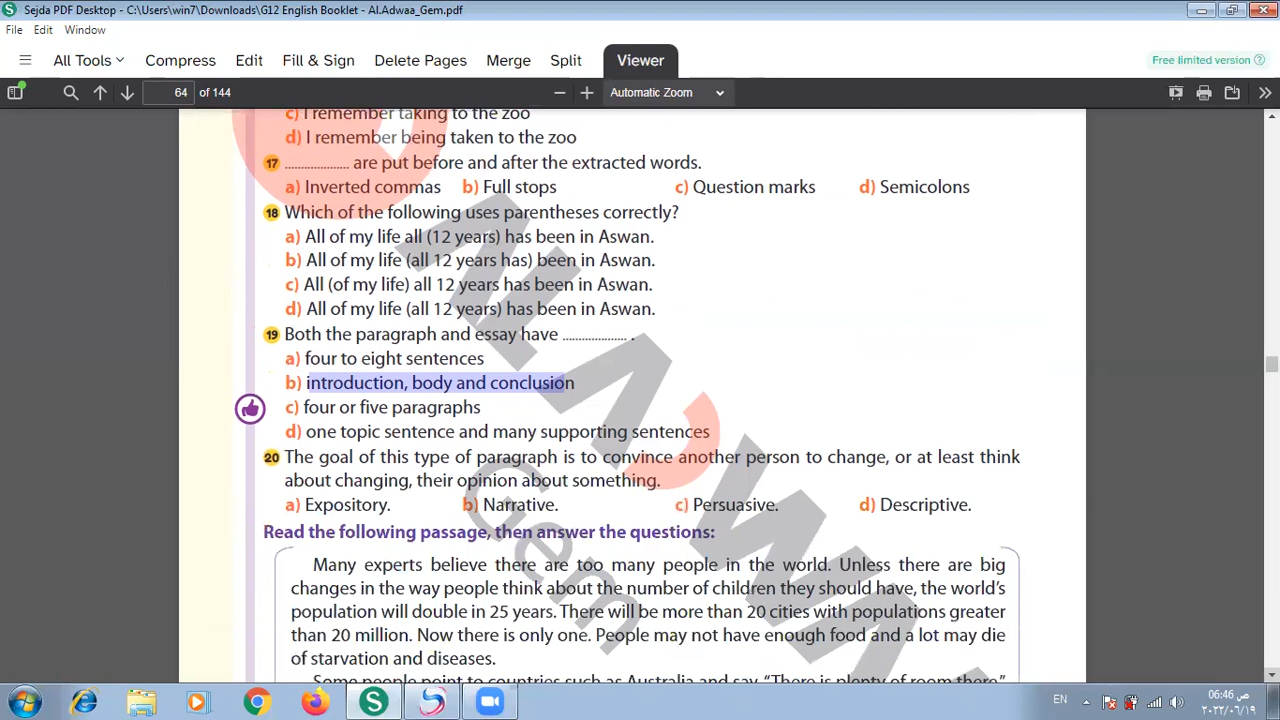 Sejda PDF Desktop - C:\Users\win7\Downloads\G12 English Booklet - Al.Adwaa_Gem.pdf
File Edit Window
All Tools Compress Edit Fill & Sign Delete Pages Merge Split Viewer Free limited version
64 of 144 Automatic Zoom
c) I remember taking to the zoo
d) I remember being taken to the zoo
17 .................... are put before and after the extracted words.
a) Inverted commas b) Full stops c) Question marks d) Semicolons
18 Which of the following uses parentheses correctly?
a) All of my life all (12 years) has been in Aswan.
b) All of my life (all 12 years has) been in Aswan.
c) All (of my life) all 12 years has been in Aswan.
d) All of my life (all 12 years) has been in Aswan.
19 Both the paragraph and essay have .................... .
a) four to eight sentences
b) introduction, body and conclusion
c) four or five paragraphs
d) one topic sentence and many supporting sentences
20 The goal of this type of paragraph is to convince another person to change, or at least think
about changing, their opinion about something.
a) Expository. b) Narrative. c) Persuasive. d) Descriptive.
Read the following passage, then answer the questions:
Many experts believe there are too many people in the world. Unless there are big
changes in the way people think about the number of children they should have, the world's
population will double in 25 years. There will be more than 20 cities with populations greater
than 20 million. Now there is only one. People may not have enough food and a lot may die
of starvation and diseases.
Some people point to countries such as Australia and say, "There is plenty of room there."
Gem
EN
06:46 ص
٢٠٢٢/٠٦/١٩